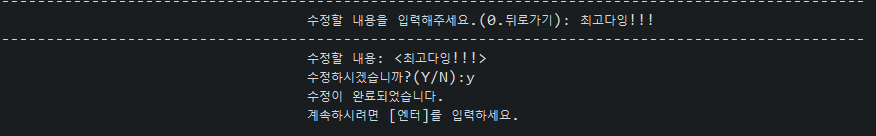 수정할 내용을 입력해주세요.(0.뒤로가기): 최고다잉!!!
수정할 내용: <최고다잉!!!>
수정하시겠습니까?(Y/N):y
수정이 완료되었습니다.
계속하시려면 [엔터]를 입력하세요.